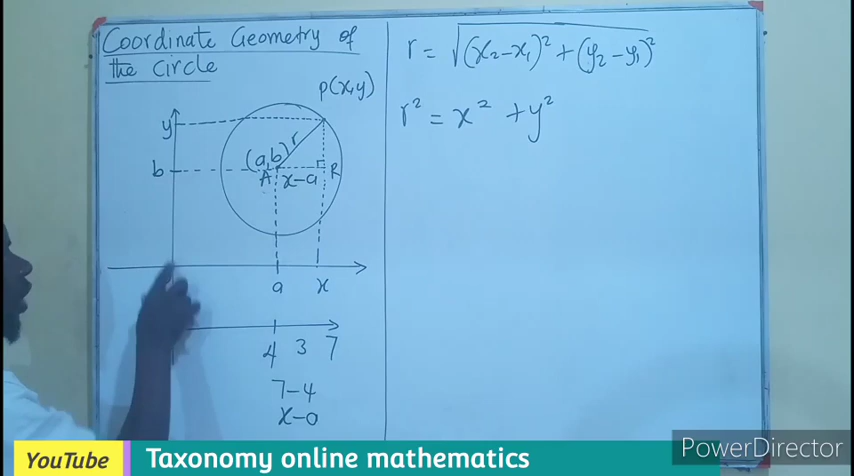 Coordinate Geometry of
the Circle
P(x,y)
y
r
(a,b)
b
A
x-a
R
a
x
4 3 7
7-4
x-0
r = √(x₂-x₁)² + (y₂-y₁)²
r² = x² + y²
YouTube
Taxonomy online mathematics
PowerDirector